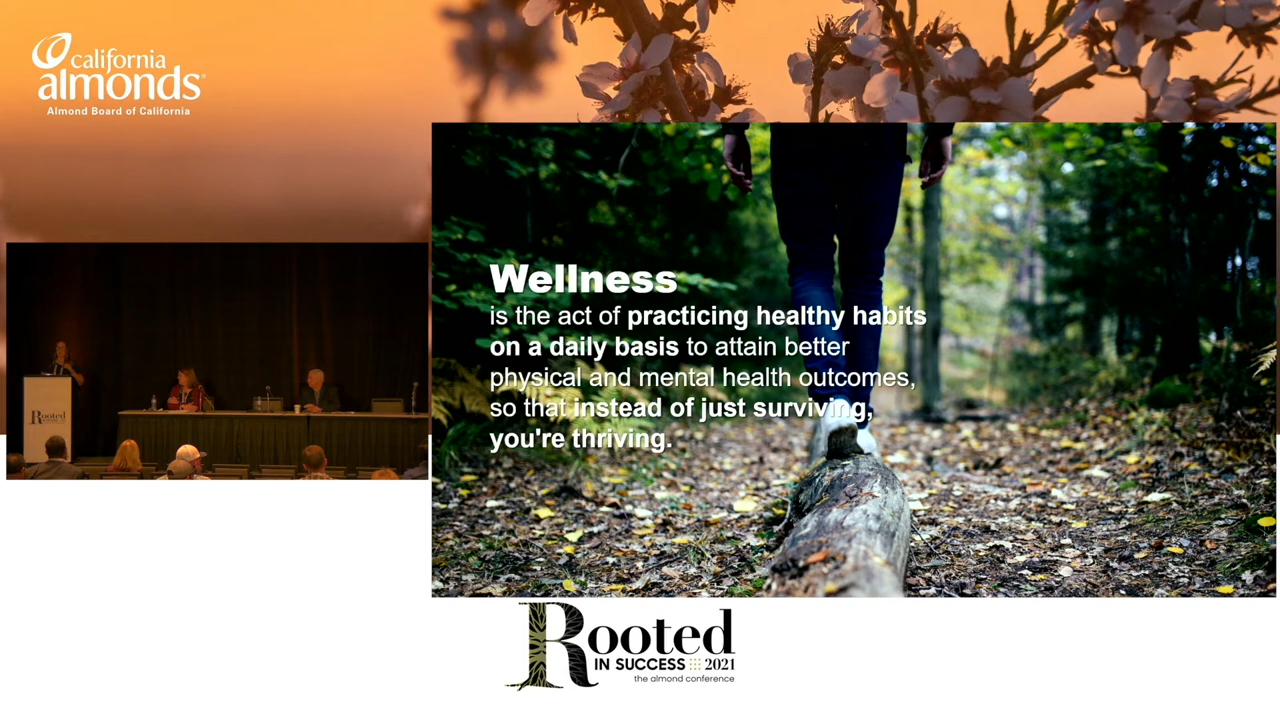 california
almonds®
Almond Board of California
Wellness
is the act of practicing healthy habits
on a daily basis to attain better
physical and mental health outcomes,
so that instead of just surviving,
you're thriving.
Rooted
Rooted
IN SUCCESS 2021
the almond conference